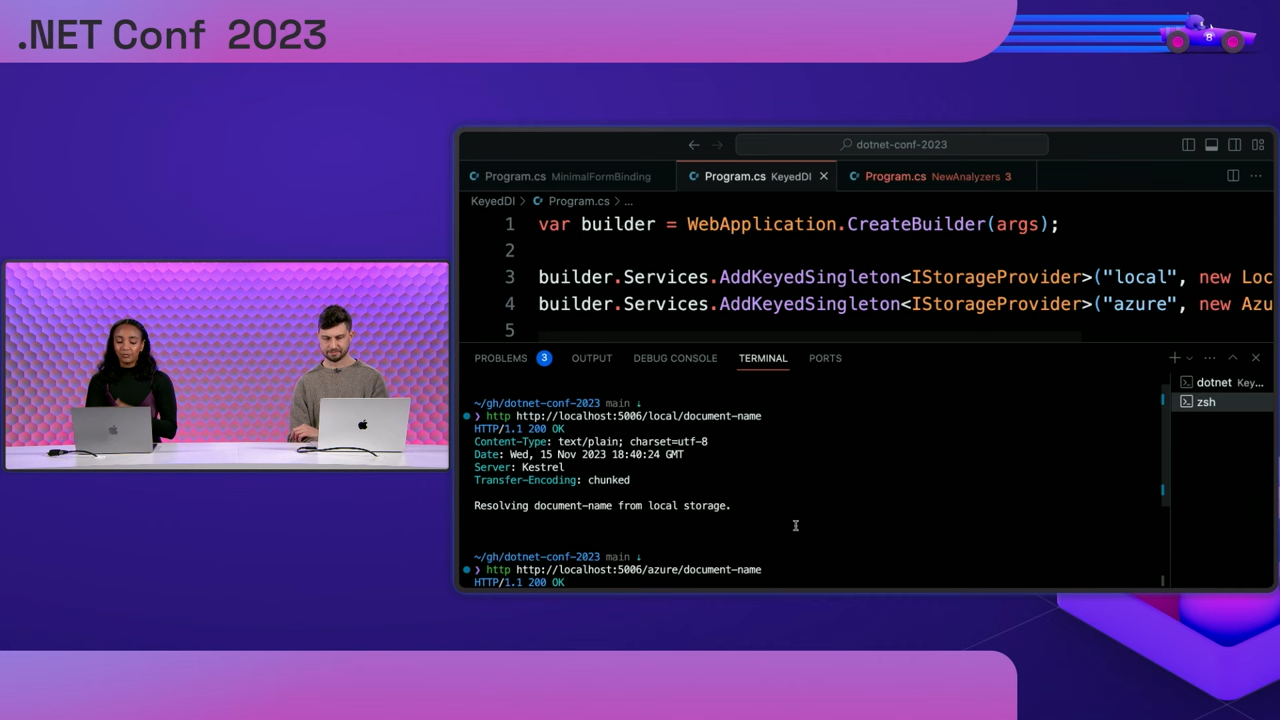 .NET Conf 2023
8
dotnet-conf-2023
Program.cs MinimalFormBinding
Program.cs KeyedDI
Program.cs NewAnalyzers 3
KeyedDI > Program.cs > ...
1 var builder = WebApplication.CreateBuilder(args);
2
3 builder.Services.AddKeyedSingleton<IStorageProvider>("local", new Loc
4 builder.Services.AddKeyedSingleton<IStorageProvider>("azure", new Azu
5
PROBLEMS 3 OUTPUT DEBUG CONSOLE TERMINAL PORTS
dotnet Key...
zsh
~/gh/dotnet-conf-2023 main ↓
❯ http http://localhost:5006/local/document-name
HTTP/1.1 200 OK
Content-Type: text/plain; charset=utf-8
Date: Wed, 15 Nov 2023 18:40:24 GMT
Server: Kestrel
Transfer-Encoding: chunked
Resolving document-name from local storage.
~/gh/dotnet-conf-2023 main ↓
❯ http http://localhost:5006/azure/document-name
HTTP/1.1 200 OK